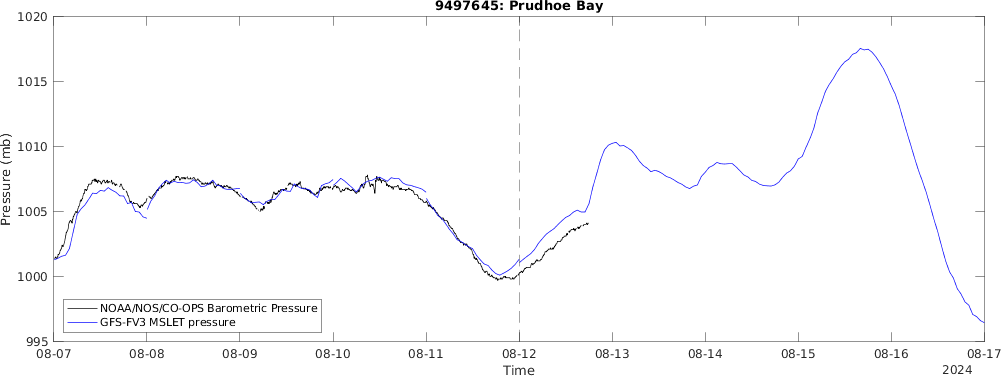 9497645: Prudhoe Bay
1020
1015
1010
1005
1000
995
Pressure (mb)
NOAA/NOS/CO-OPS Barometric Pressure
GFS-FV3 MSLET pressure
08-07 08-08 08-09 08-10 08-11 08-12 08-13 08-14 08-15 08-16 08-17
Time
2024